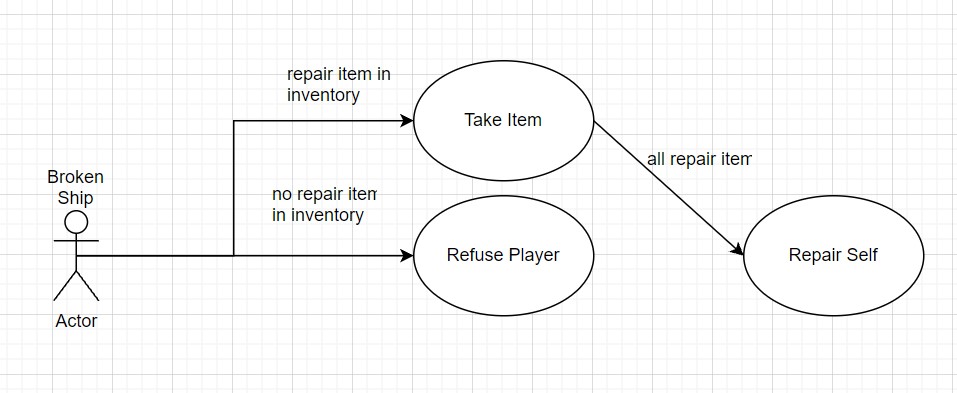 repair item in
inventory
Take Item
all repair item
Broken
Ship
no repair item
in inventory
Refuse Player
Repair Self
Actor